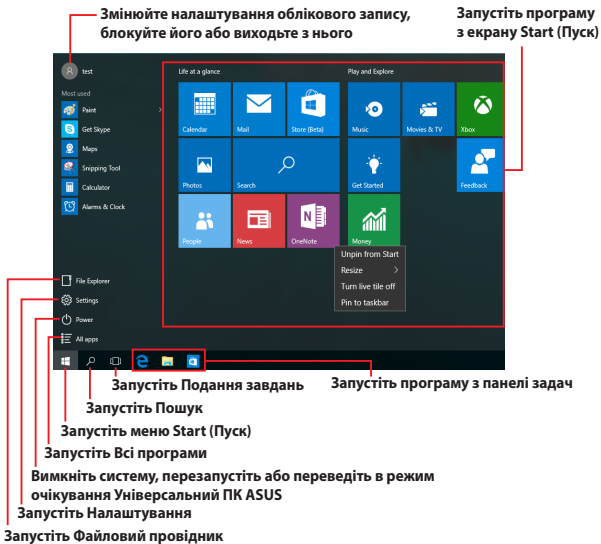 Змінюйте налаштування облікового запису,
блокуйте його або виходьте з нього
Запустіть програму
з екрану Start (Пуск)
test
Most used
Paint
Get Skype
Maps
Snipping Tool
Calculator
Alarms & Clock
File Explorer
Settings
Power
All apps
Life at a glance
Calendar
Mail
Store (Beta)
Photos
Search
People
News
OneNote
Play and Explore
Music
Movies & TV
Xbox
Get Started
Feedback
Money
Unpin from Start
Resize
Turn live tile off
Pin to taskbar
Запустіть Подання завдань
Запустіть програму з панелі задач
Запустіть Пошук
Запустіть меню Start (Пуск)
Запустіть Всі програми
Вимкніть систему, перезапустіть або переведіть в режим
очікування Універсальний ПК ASUS
Запустіть Налаштування
Запустіть Файловий провідник